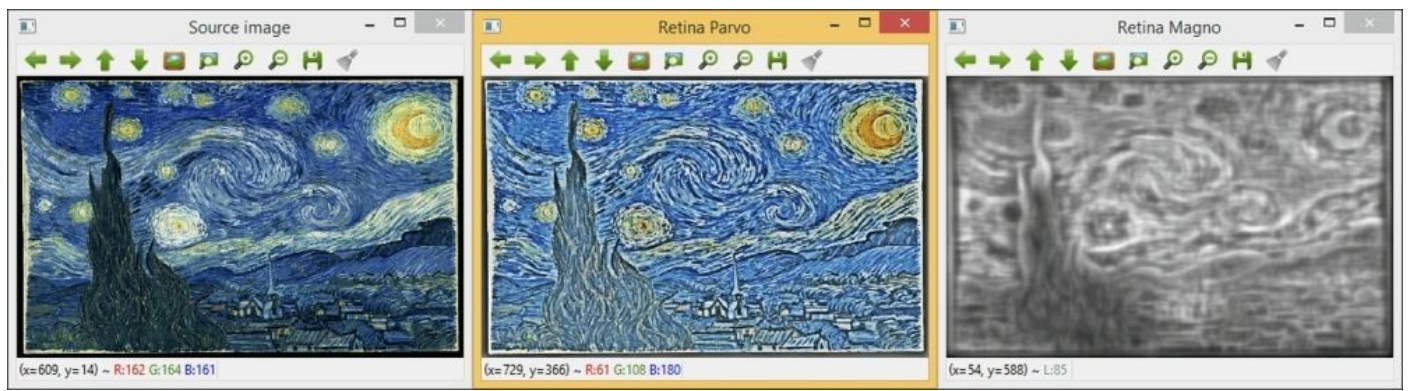 Source image
(x=609, y=14) ~ R:162 G:164 B:161
Retina Parvo
(x=729, y=366) ~ R:61 G:108 B:180
Retina Magno
(x=54, y=588) ~ L:85